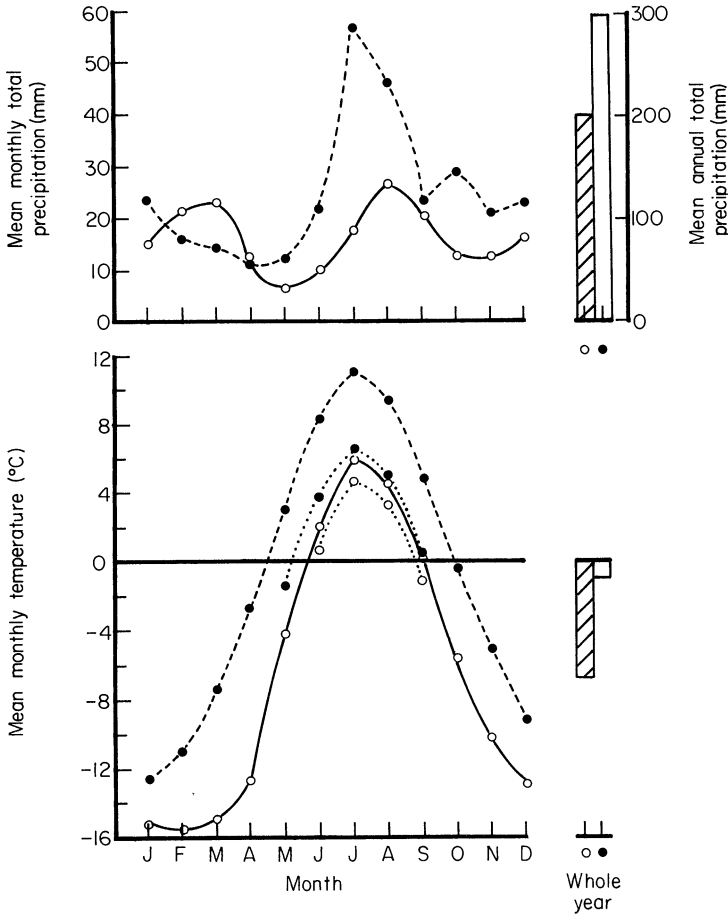 Mean monthly total
precipitation (mm)
60
50
40
30
20
10
0
300
200
100
0
Mean annual total
precipitation (mm)
Mean monthly temperature (°C)
12
8
4
0
−4
−8
−12
−16
J F M A M J J A S O N D
Month
Whole
year